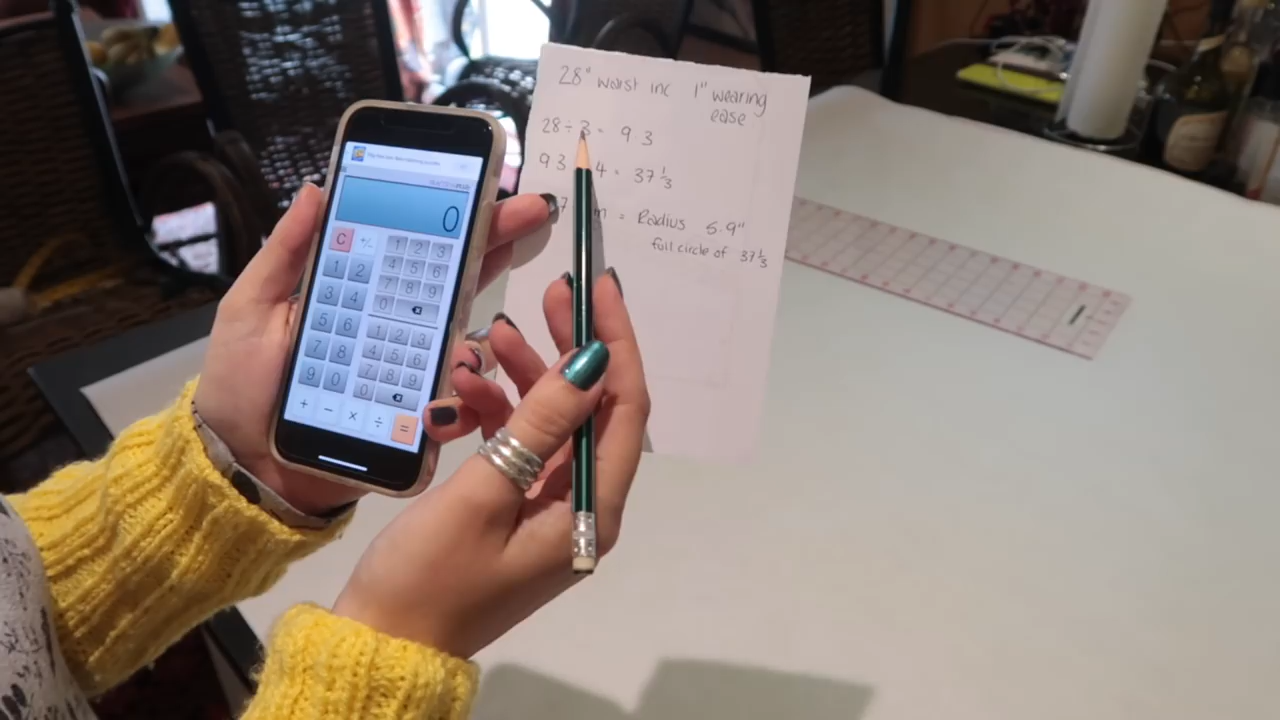 28" waist inc 1" wearing
ease
28 ÷ 3 = 9 3
9 3 4 = 37 1/3
7 m = Radius 5.9"
full circle of 37 1/3
0
C +/- 1 2 3
1 2 4 5 6
3 4 7 8 9
0
5 6 1 2 3
4 5 6
7 8 7 8 9
9 0 0
+ − × ÷ =